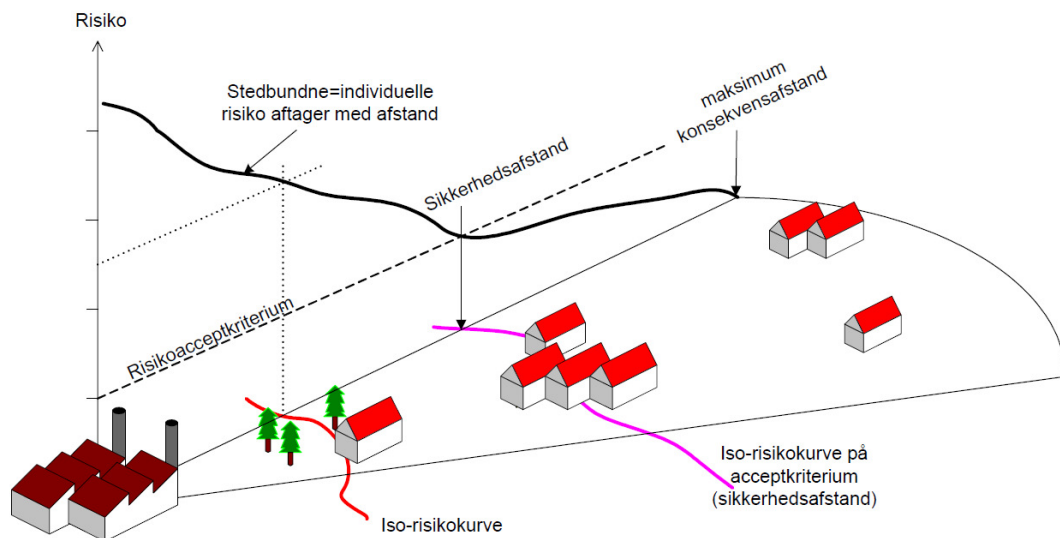 Risiko
Stedbundne=individuelle
risiko aftager med afstand
maksimum
konsekvensafstand
Sikkerhedsafstand
Risikoacceptkriterium
Iso-risikokurve på
acceptkriterium
(sikkerhedsafstand)
Iso-risikokurve